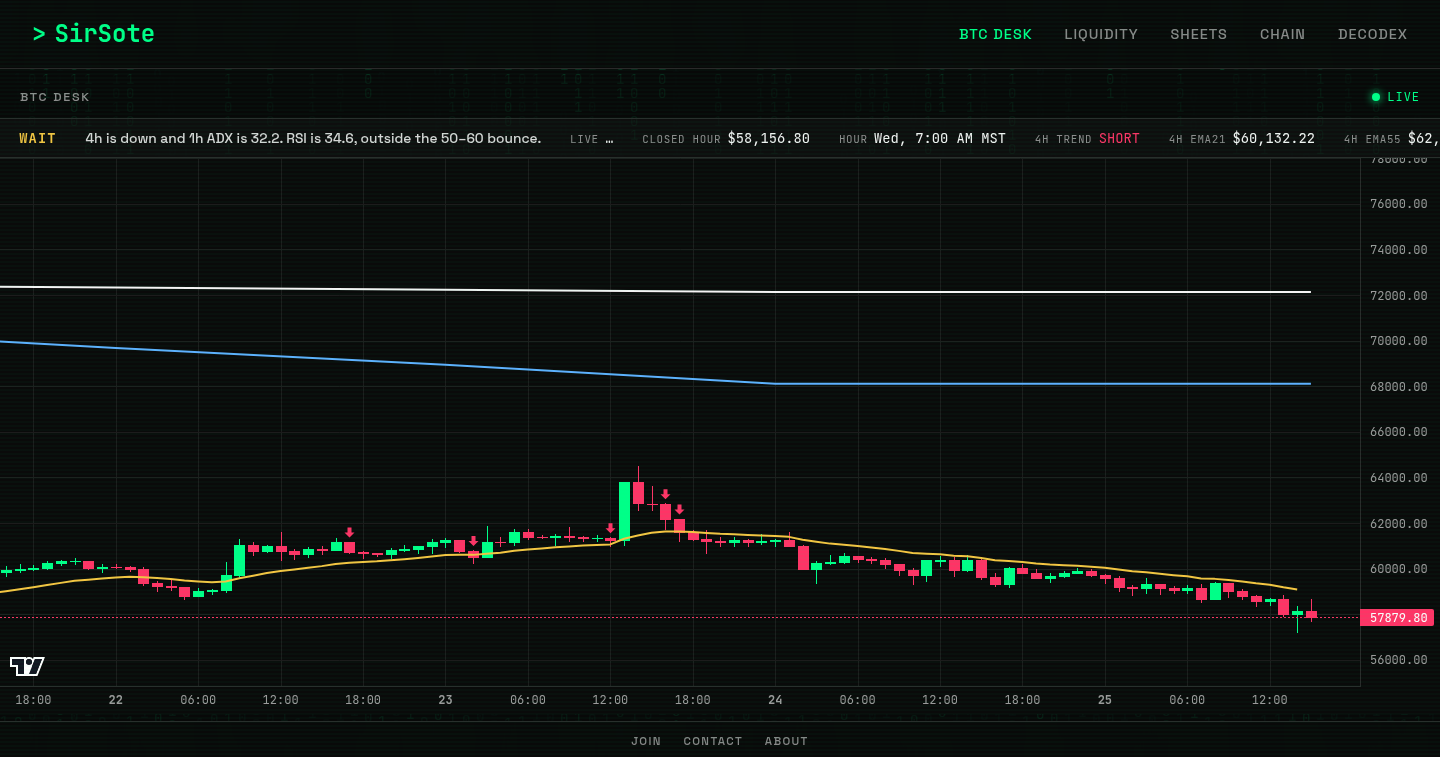 > SirSote
BTC DESK LIQUIDITY SHEETS CHAIN DECODEX
BTC DESK
LIVE
WAIT 4h is down and 1h ADX is 32.2. RSI is 34.6, outside the 50–60 bounce. LIVE … CLOSED HOUR $58,156.80 HOUR Wed, 7:00 AM MST 4H TREND SHORT 4H EMA21 $60,132.22 4H EMA55 $62,
78000.00
76000.00
74000.00
72000.00
70000.00
68000.00
66000.00
64000.00
62000.00
60000.00
57879.80
56000.00
18:00 22 06:00 12:00 18:00 23 06:00 12:00 18:00 24 06:00 12:00 18:00 25 06:00 12:00
JOIN CONTACT ABOUT